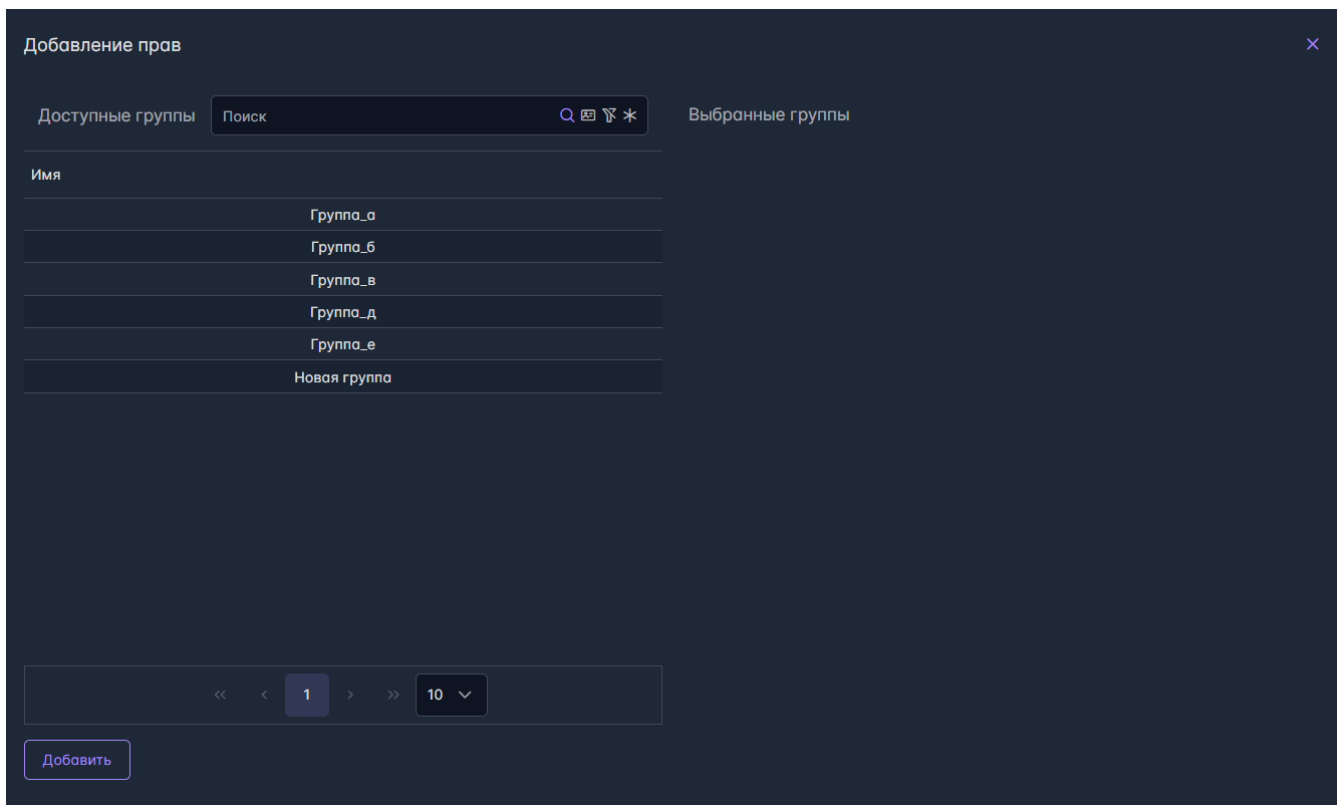 Добавление прав
Доступные группы
Поиск
Выбранные группы
Имя
Группа_а
Группа_б
Группа_в
Группа_д
Группа_е
Новая группа
1
10
Добавить